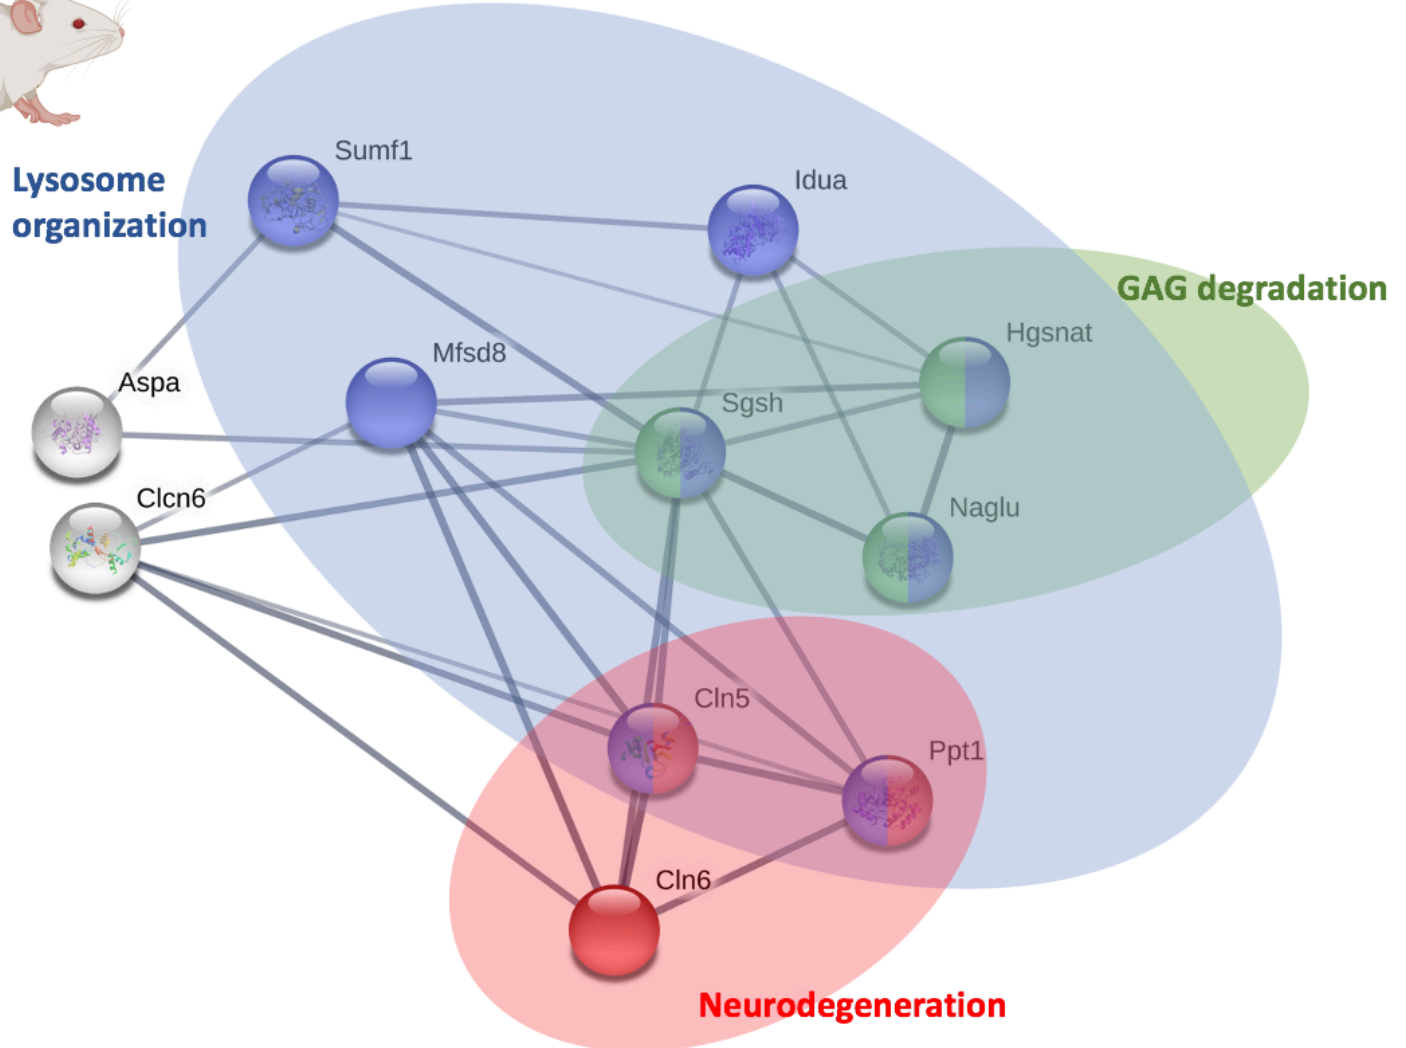 Sumf1
Idua
Lysosome
organization
GAG degradation
Hgsnat
Mfsd8
Aspa
Sgsh
Clcn6
Naglu
Cln5
Ppt1
Cln6
Neurodegeneration